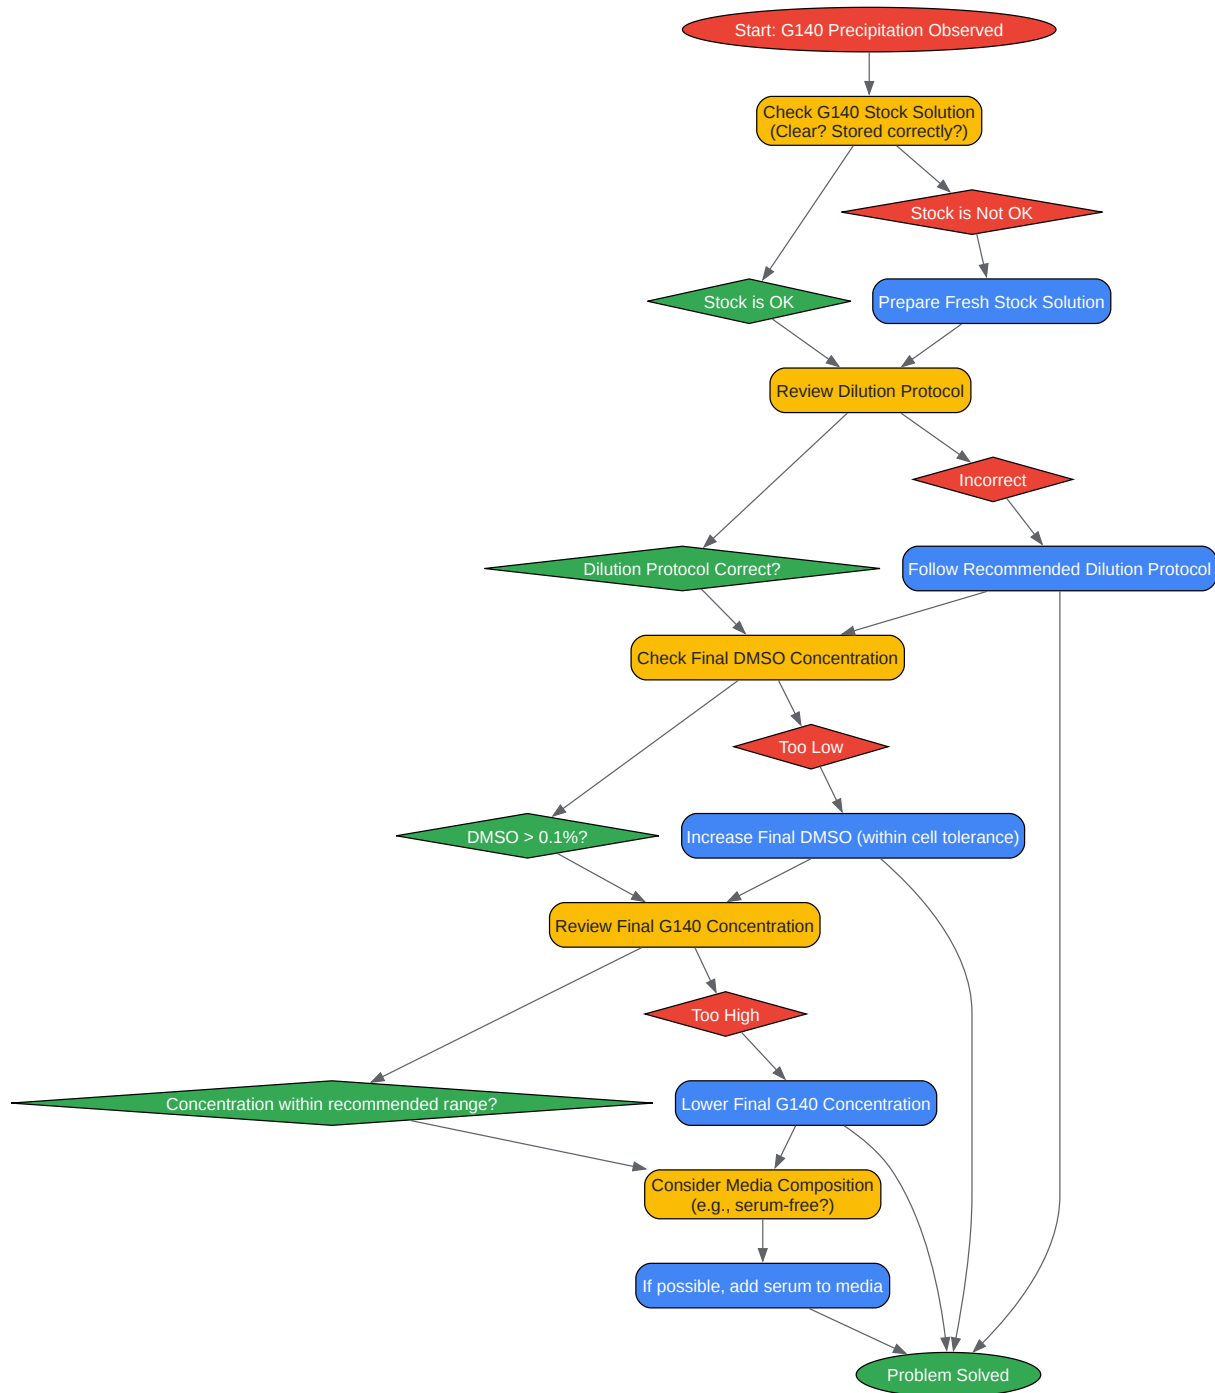 Start: G140 Precipitation Observed
Check G140 Stock Solution
(Clear? Stored correctly?)
Stock is Not OK
Stock is OK
Prepare Fresh Stock Solution
Review Dilution Protocol
Incorrect
Dilution Protocol Correct?
Follow Recommended Dilution Protocol
Check Final DMSO Concentration
Too Low
DMSO > 0.1%?
Increase Final DMSO (within cell tolerance)
Review Final G140 Concentration
Too High
Concentration within recommended range?
Lower Final G140 Concentration
Consider Media Composition
(e.g., serum-free?)
If possible, add serum to media
Problem Solved